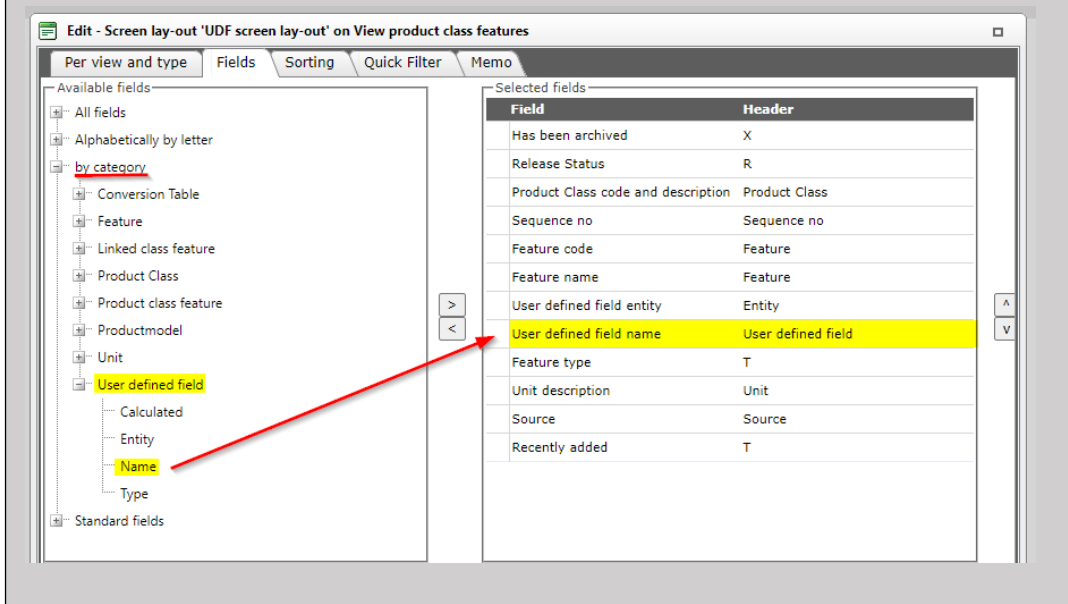 Edit - Screen lay-out 'UDF screen lay-out' on View product class features
Per view and type Fields Sorting Quick Filter Memo
Available fields
All fields
Alphabetically by letter
by category
Conversion Table
Feature
Linked class feature
Product Class
Product class feature
Productmodel
Unit
User defined field
Calculated
Entity
Name
Type
Standard fields
>
<
Selected fields
Field Header
Has been archived X
Release Status R
Product Class code and description Product Class
Sequence no Sequence no
Feature code Feature
Feature name Feature
User defined field entity Entity
User defined field name User defined field
Feature type T
Unit description Unit
Source Source
Recently added T
^
v